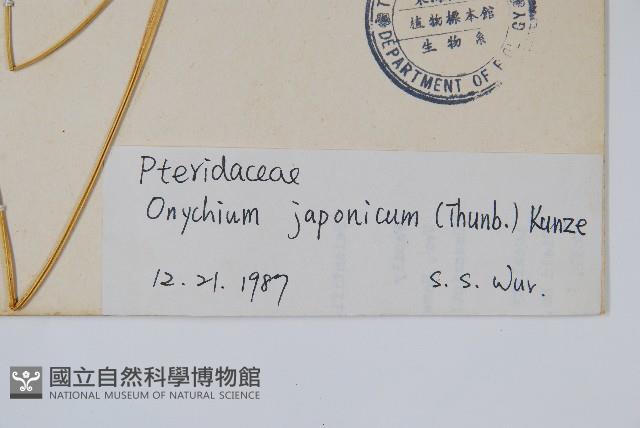 植物標本館
生物系
DEPARTMENT OF
Pteridaceae
Onychium japonicum (Thunb.) Kunze
12.21.1987 S. S. Wur.
國立自然科學博物館
NATIONAL MUSEUM OF NATURAL SCIENCE